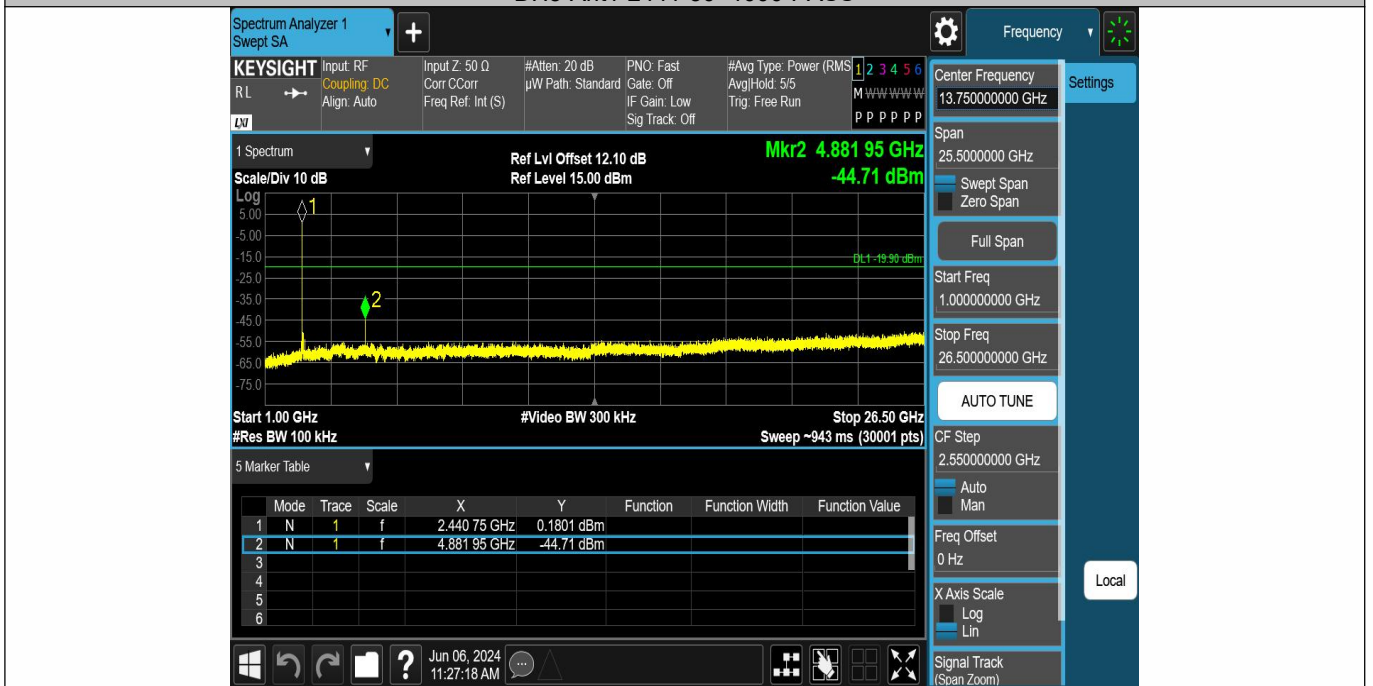 Spectrum Analyzer 1
Swept SA
+
Frequency
KEYSIGHT
RL
LXI
Input: RF
Coupling: DC
Align: Auto
Input Z: 50 Ω
Corr CCorr
Freq Ref: Int (S)
#Atten: 20 dB
µW Path: Standard
PNO: Fast
Gate: Off
IF Gain: Low
Sig Track: Off
#Avg Type: Power (RMS
Avg|Hold: 5/5
Trig: Free Run
1 2 3 4 5 6
M W W W W W
P P P P P P
Center Frequency
13.750000000 GHz
Settings
Span
25.5000000 GHz
Swept Span
Zero Span
Full Span
Start Freq
1.000000000 GHz
Stop Freq
26.500000000 GHz
AUTO TUNE
CF Step
2.550000000 GHz
Auto
Man
Freq Offset
0 Hz
X Axis Scale
Log
Lin
Signal Track
(Span Zoom)
Local
1 Spectrum
Scale/Div 10 dB
Ref Lvl Offset 12.10 dB
Ref Level 15.00 dBm
Mkr2 4.881 95 GHz
-44.71 dBm
Log
5.00
-5.00
-15.0
-25.0
-35.0
-45.0
-55.0
-65.0
-75.0
1
2
DL1 -19.90 dBm
Start 1.00 GHz
#Video BW 300 kHz
Stop 26.50 GHz
#Res BW 100 kHz
Sweep ~943 ms (30001 pts)
5 Marker Table
Mode Trace Scale X Y Function Function Width Function Value
1 N 1 f 2.440 75 GHz 0.1801 dBm
2 N 1 f 4.881 95 GHz -44.71 dBm
3
4
5
6
?
Jun 06, 2024
11:27:18 AM